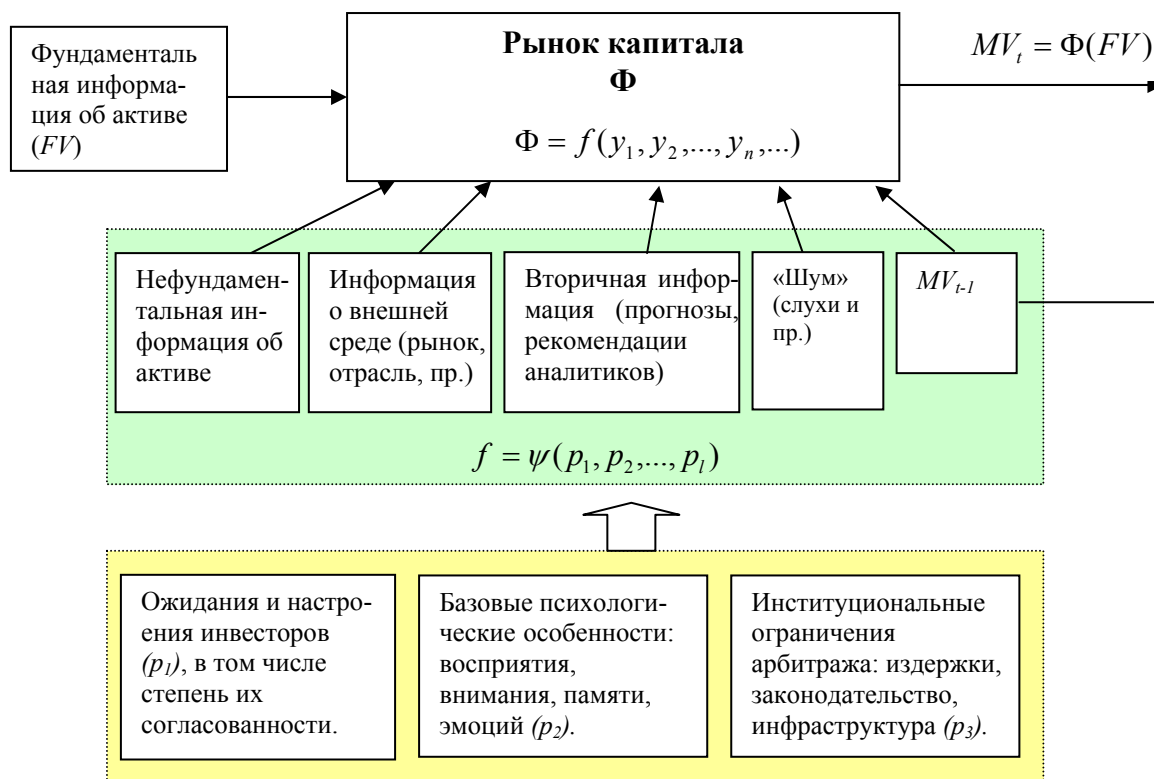 Фундаменталь
ная информа-
ция об активе
(FV)
Рынок капитала
Ф
Φ = f(y₁, y₂,..., yₙ,...)
MVₜ = Φ(FV)
Нефундамен-
тальная ин-
формация об
активе
Информация
о внешней
среде (рынок,
отрасль, пр.)
Вторичная инфор-
мация (прогнозы,
рекомендации
аналитиков)
«Шум»
(слухи и
пр.)
MVₜ₋₁
f = ψ(p₁, p₂,..., pₗ)
Ожидания и настро-
ения инвесторов
(p₁), в том числе
степень их
согласованности.
Базовые психологи-
ческие особенности:
восприятия,
внимания, памяти,
эмоций (p₂).
Институциональные
ограничения
арбитража: издержки,
законодательство,
инфраструктура (p₃).